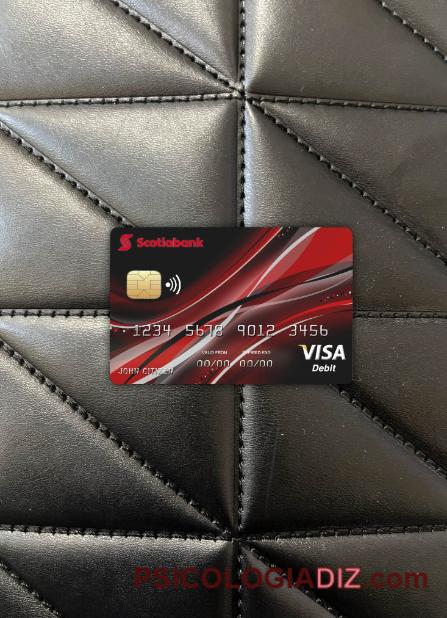 Scotiabank
1234 5678 9012 3456
VALID FROM
00/00 00/00
JOHN CITIZEN
VISA
Debit
PSICOLOGIADIZ.com